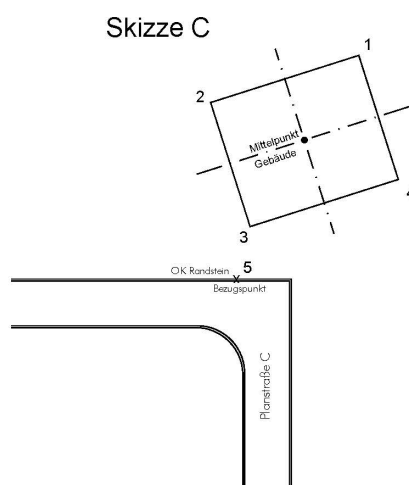 Skizze C
1
2
Mittelpunkt
Gebäude
4
3
OK Randstein 5
Bezugspunkt
Planstraße C